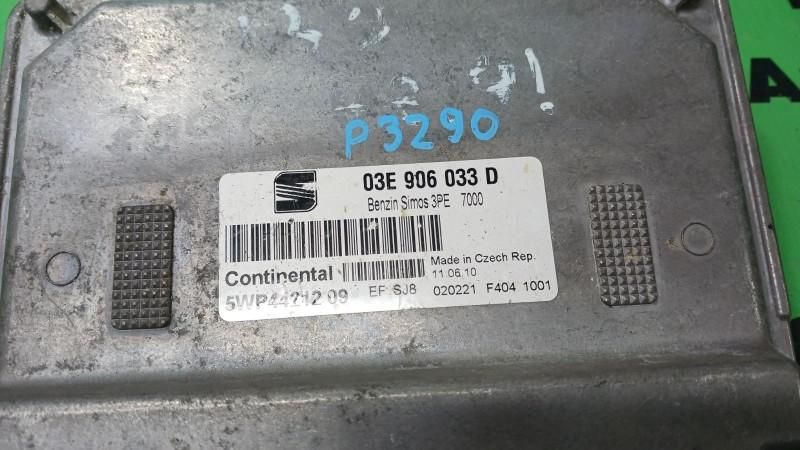 P3290
03E 906 033 D
Benzin Simos 3PE 7000
Continental
Made in Czech Rep.
11.06.10
5WP44212 09 EF SJ8 020221 F404 1001